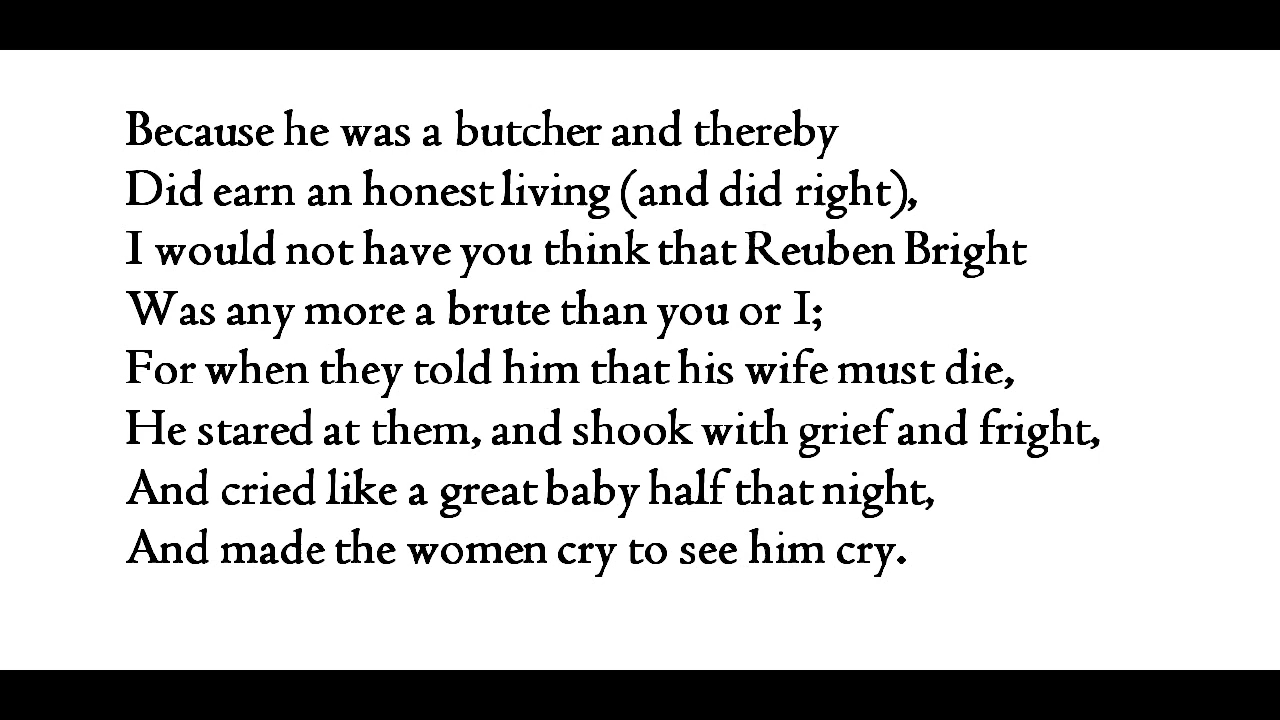 Because he was a butcher and thereby
Did earn an honest living (and did right),
I would not have you think that Reuben Bright
Was any more a brute than you or I;
For when they told him that his wife must die,
He stared at them, and shook with grief and fright,
And cried like a great baby half that night,
And made the women cry to see him cry.